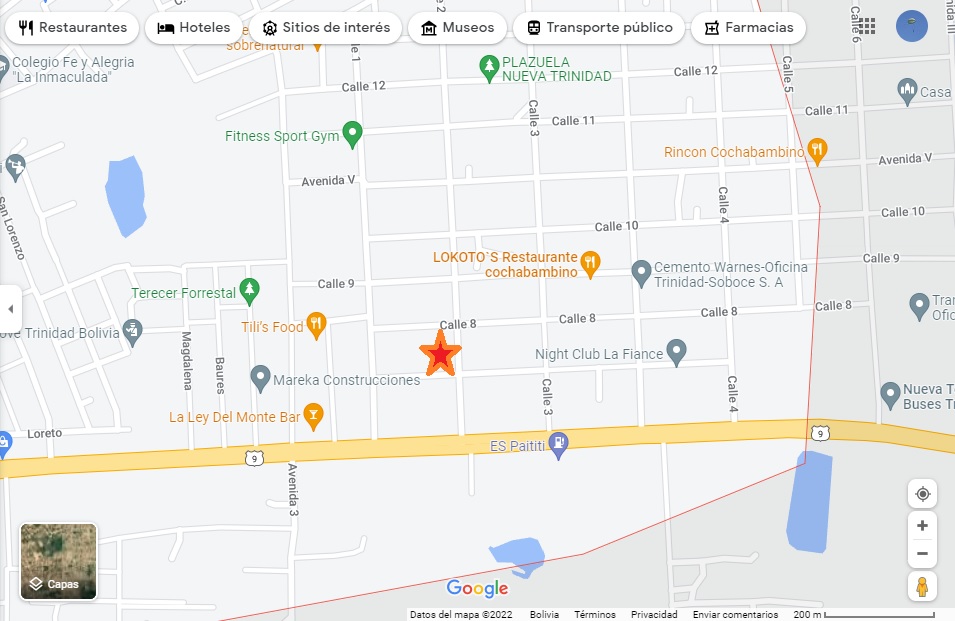 Restaurantes
Hoteles
Sitios de interés
Museos
Transporte público
Farmacias
sobrenatural
Calle 1
Calle 5
Calle 6
Colegio Fe y Alegria
"La Inmaculada"
PLAZUELA
NUEVA TRINIDAD
Calle 12
Calle 12
Casa
Calle 3
Calle 11
Calle 11
Fitness Sport Gym
Rincon Cochabambino
Avenida V
Avenida V
San Lorenzo
Calle 4
Calle 10
Calle 10
LOKOTO`S Restaurante
cochabambino
Cemento Warnes-Oficina
Trinidad-Soboce S. A
Calle 9
Calle 9
Terecer Forrestal
Calle 8
Calle 8
Calle 8
Calle 8
Tili's Food
Trinidad Bolivia
Magdalena
Baures
Night Club La Fiance
Mareka Construcciones
Calle 3
Calle 4
Nueva T
Buses Tr
La Ley Del Monte Bar
Loreto
9
ES Paititi
9
Avenida 3
Capas
Google
Datos del mapa ©2022 Bolivia Términos Privacidad Enviar comentarios 200 m